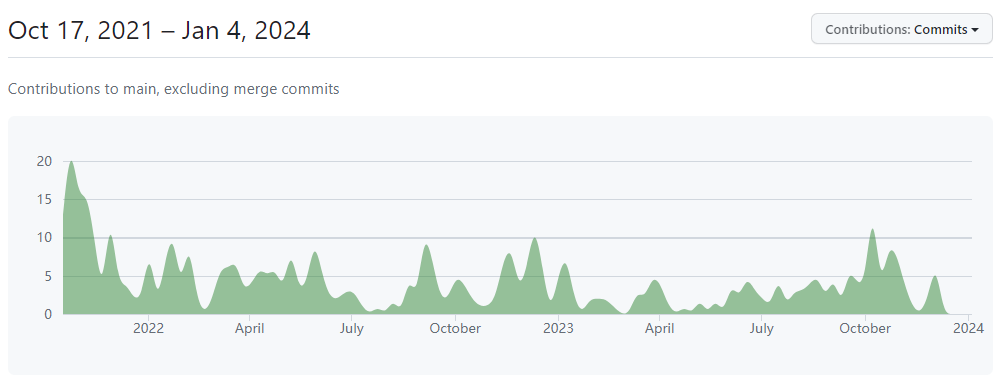 Oct 17, 2021 – Jan 4, 2024
Contributions: Commits
Contributions to main, excluding merge commits
20
15
10
5
0
2022 April July October 2023 April July October 2024